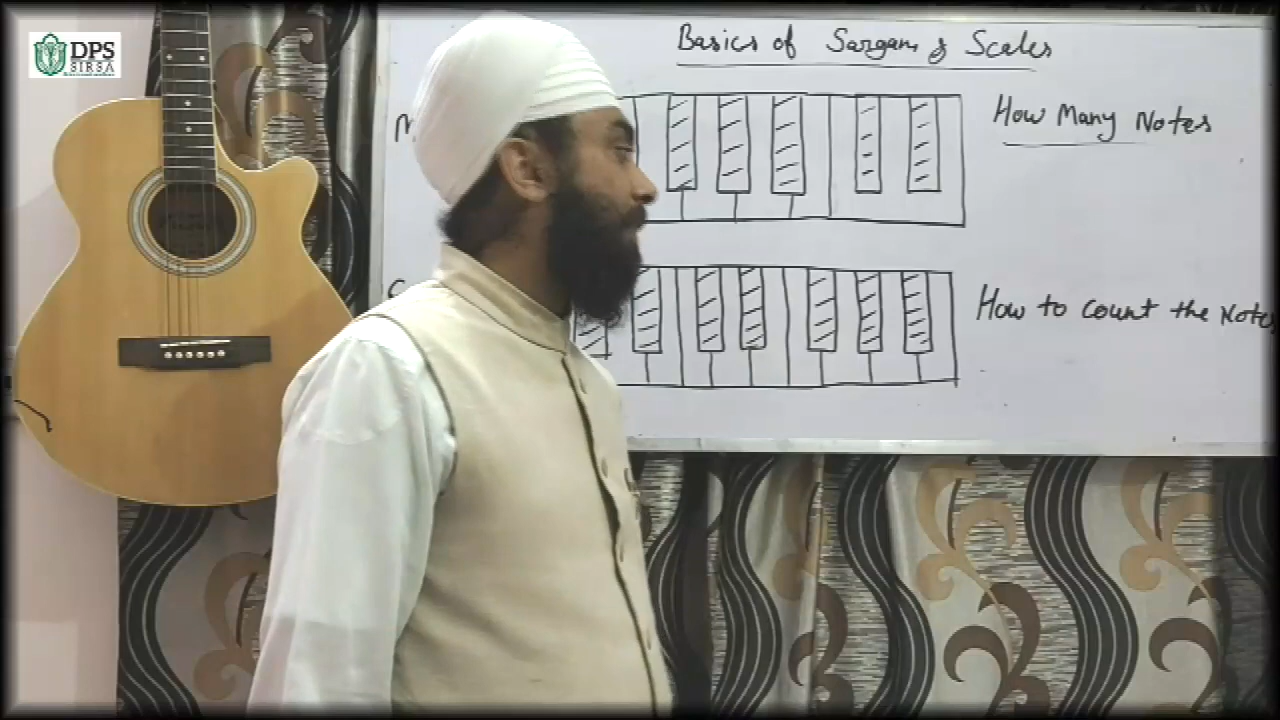 DPS
SIRSA
Basics of Sargam & Scales
How Many Notes
How to count the Notes